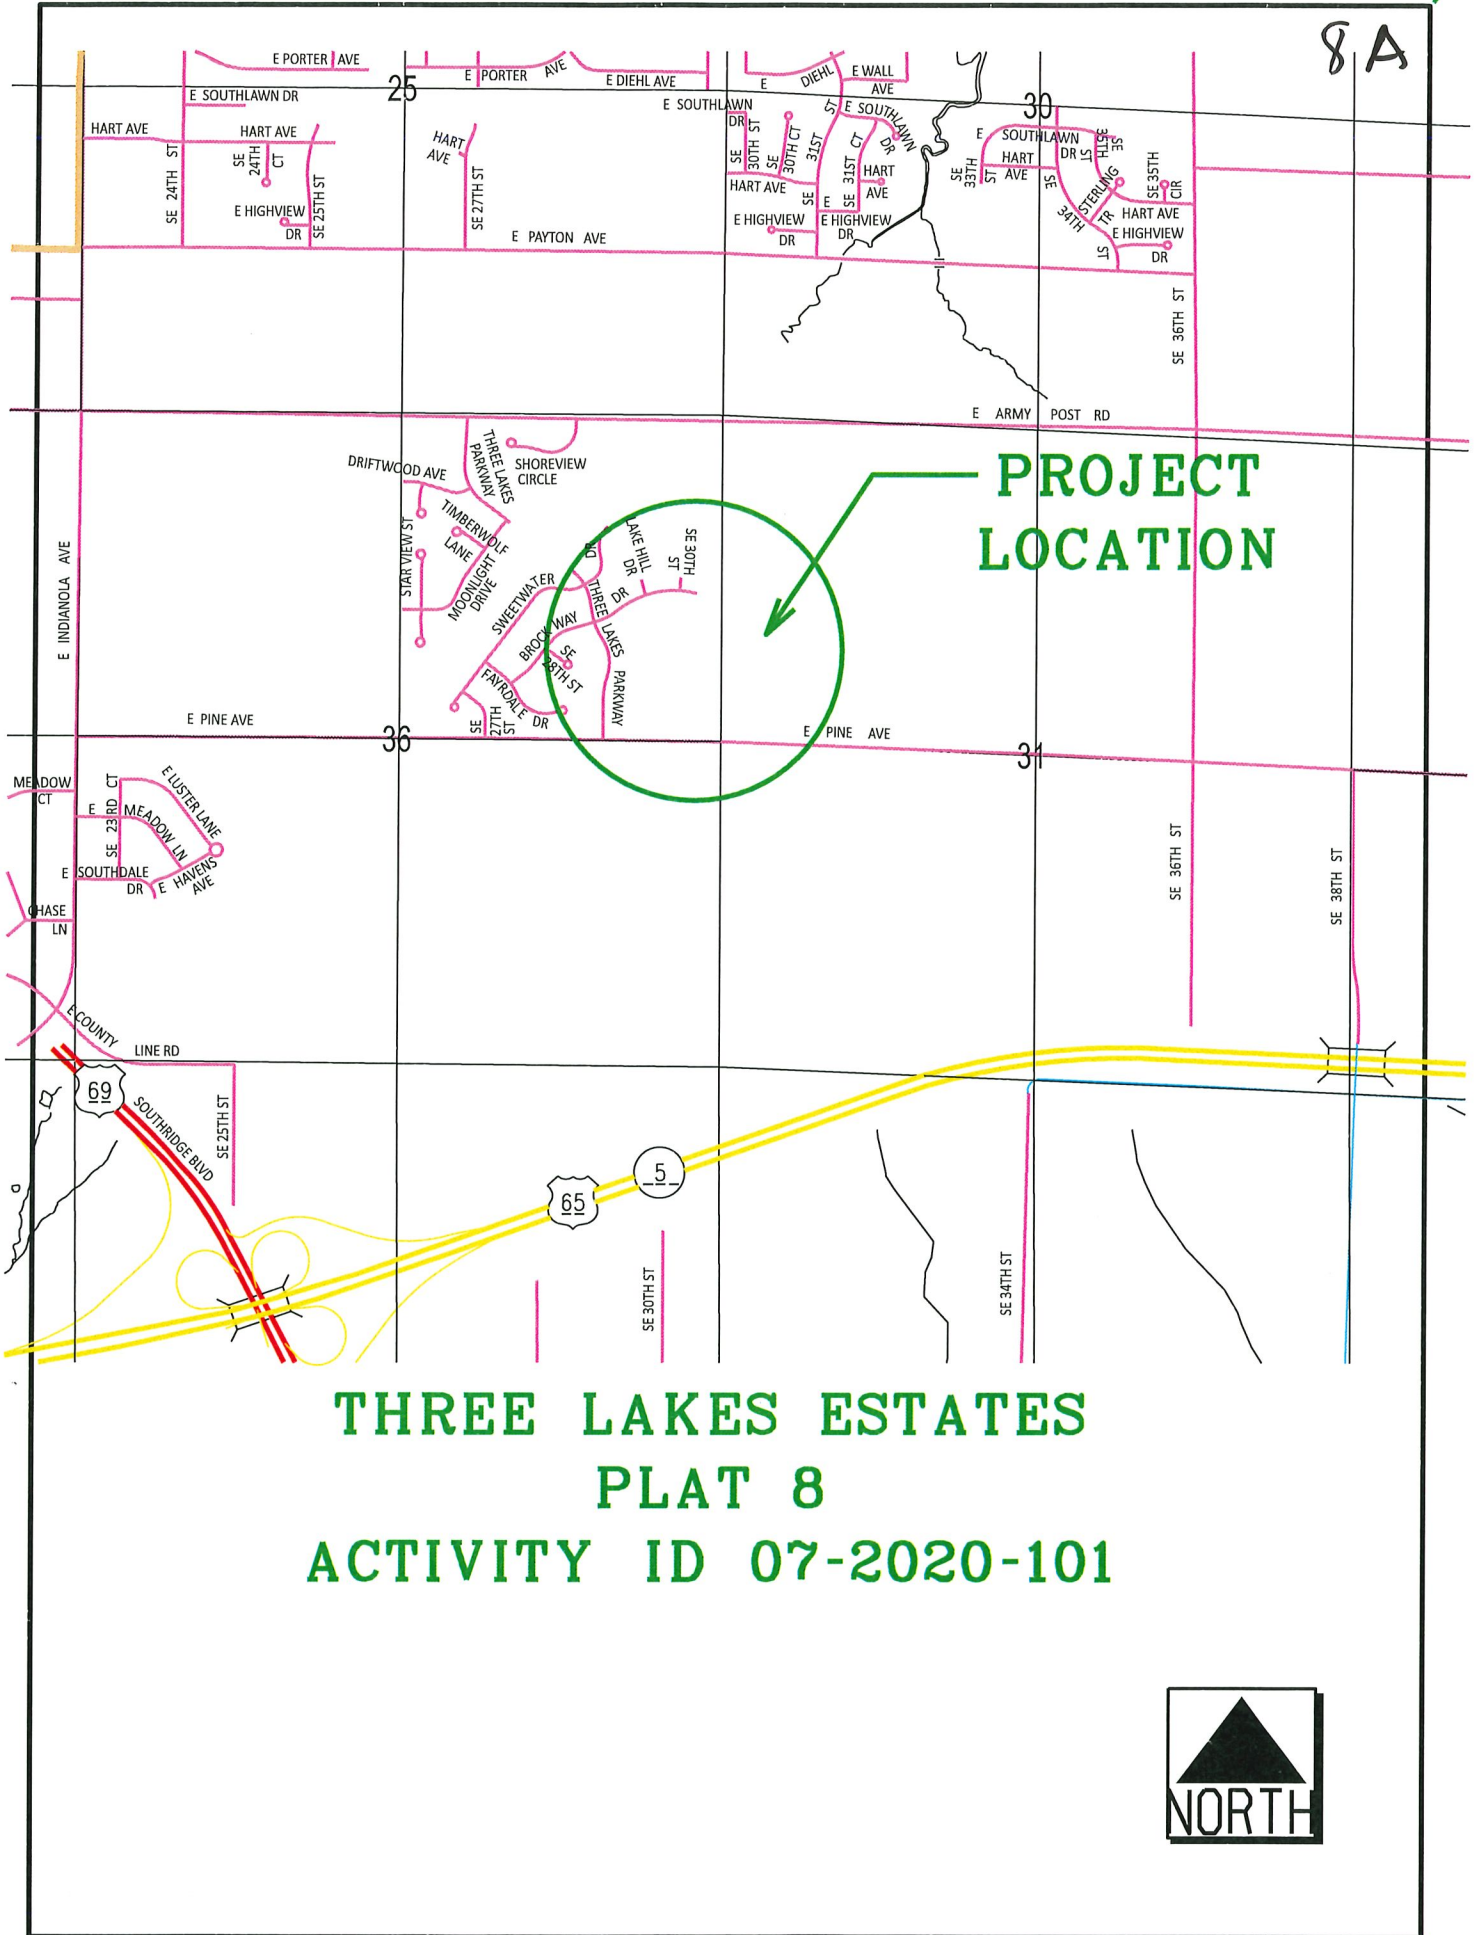 8A
E PORTER AVE
E PORTER AVE
E DIEHL AVE
E DIEHL
E WALL
AVE
25
30
E SOUTHLAWN DR
E SOUTHLAWN
DR
E SOUTHLAWN
DR
E SOUTHLAWN
DR
HART AVE
HART AVE
HART
AVE
SE 24TH ST
SE 24TH
CT
E HIGHVIEW
DR
SE 25TH ST
SE 27TH ST
SE 30TH ST
SE 30TH CT
SE 31ST ST
SE 31ST CT
HART AVE
HART
AVE
E HIGHVIEW
DR
E HIGHVIEW
DR
SE 33TH
ST
HART
AVE
SE 34TH ST
SE 35TH ST
STERLING
TR
SE 35TH
CIR
HART AVE
E HIGHVIEW
DR
E PAYTON AVE
SE 36TH ST
E ARMY POST RD
E INDIANOLA AVE
DRIFTWOOD AVE
THREE LAKES
PARKWAY
SHOREVIEW
CIRCLE
STAR VIEW ST
TIMBERWOLF
LANE
MOONLIGHT
DRIVE
SWEETWATER DR
LAKE HILL
DR
SE 30TH
ST
BROCK WAY DR
THREE LAKES PARKWAY
SE
28TH ST
FAYRDALE DR
SE
27TH
ST
PROJECT
LOCATION
E PINE AVE
E PINE AVE
36
31
MEADOW
CT
SE 23RD CT
E LUSTER LANE
E MEADOW LN
E SOUTHDALE
DR
E HAVENS
AVE
CHASE
LN
SE 36TH ST
SE 38TH ST
E COUNTY
LINE RD
69
SOUTHRIDGE BLVD
SE 25TH ST
65
5
SE 30TH ST
SE 34TH ST
THREE LAKES ESTATES
PLAT 8
ACTIVITY ID 07-2020-101
NORTH